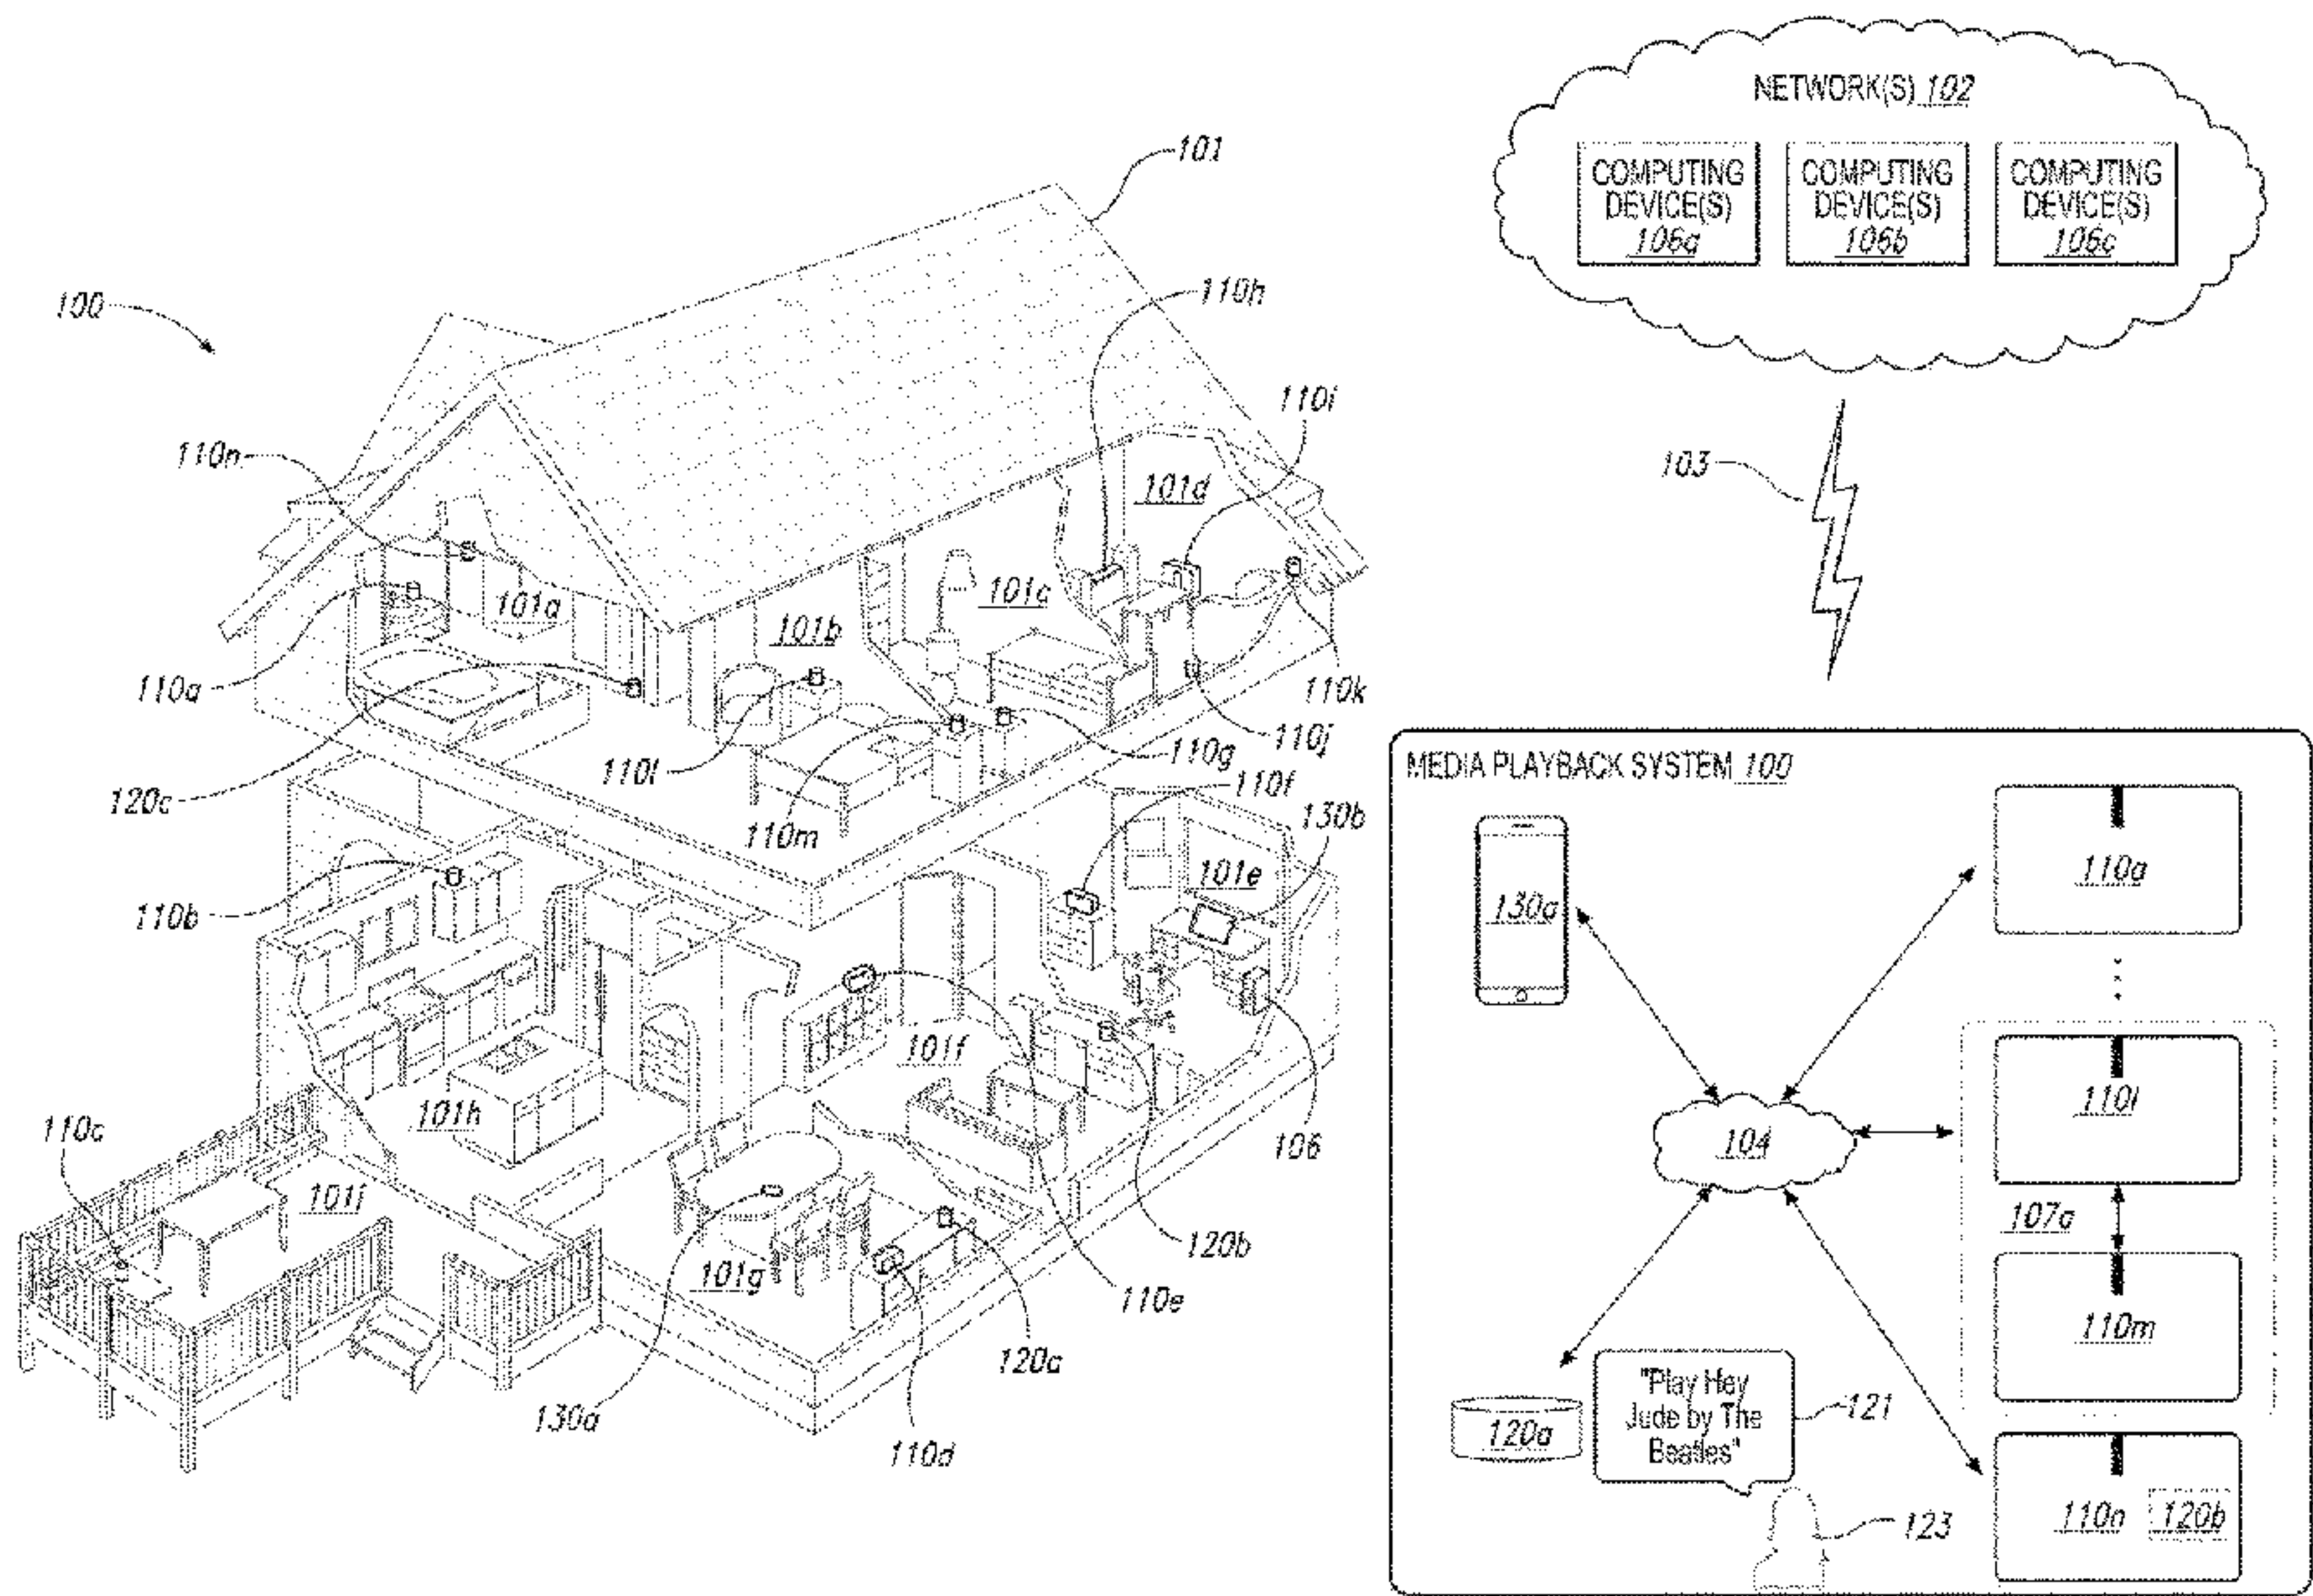 NETWORK(S) 102
COMPUTING DEVICE(S) 106a
COMPUTING DEVICE(S) 106b
COMPUTING DEVICE(S) 106c
101
100
110h
110i
110n
103
101d
101a
101c
101b
110a
110k
110j
110g
110l
120c
110f
130b
110m
110b
101e
101f
101h
110c
106
101i
101g
120b
110e
120a
130a
110d
MEDIA PLAYBACK SYSTEM 100
130a
110a
110l
104
107a
110m
"Play Hey
Jude by The
Beatles"
121
120a
110n
120b
123